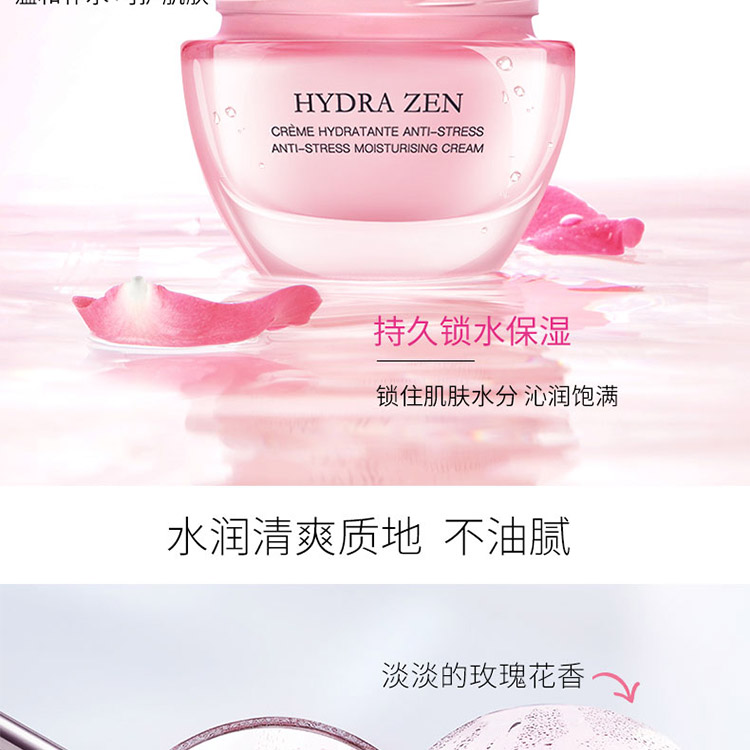 HYDRA ZEN
CRÈME HYDRATANTE ANTI-STRESS
ANTI-STRESS MOISTURISING CREAM
持久锁水保湿
锁住肌肤水分 沁润饱满
水润清爽质地 不油腻
淡淡的玫瑰花香